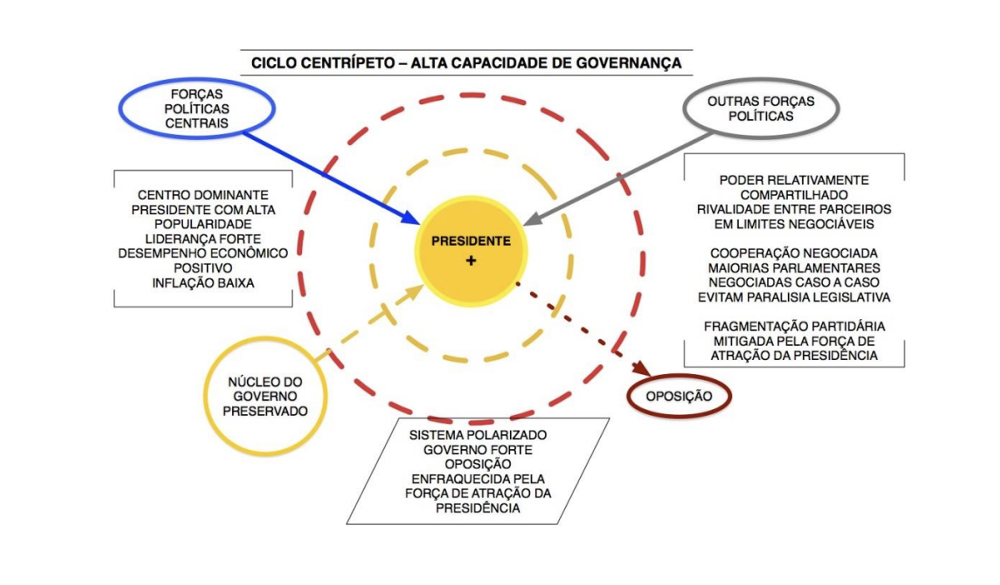 CICLO CENTRÍPETO – ALTA CAPACIDADE DE GOVERNANÇA
FORÇAS
POLÍTICAS
CENTRAIS
OUTRAS FORÇAS
POLÍTICAS
CENTRO DOMINANTE
PRESIDENTE COM ALTA
POPULARIDADE
LIDERANÇA FORTE
DESEMPENHO ECONÔMICO
POSITIVO
INFLAÇÃO BAIXA
PRESIDENTE
+
PODER RELATIVAMENTE
COMPARTILHADO
RIVALIDADE ENTRE PARCEIROS
EM LIMITES NEGOCIÁVEIS
COOPERAÇÃO NEGOCIADA
MAIORIAS PARLAMENTARES
NEGOCIADAS CASO A CASO
EVITAM PARALISIA LEGISLATIVA
FRAGMENTAÇÃO PARTIDÁRIA
MITIGADA PELA FORÇA DE
ATRAÇÃO DA PRESIDÊNCIA
NÚCLEO DO
GOVERNO
PRESERVADO
OPOSIÇÃO
SISTEMA POLARIZADO
GOVERNO FORTE
OPOSIÇÃO
ENFRAQUECIDA PELA
FORÇA DE ATRAÇÃO DA
PRESIDÊNCIA